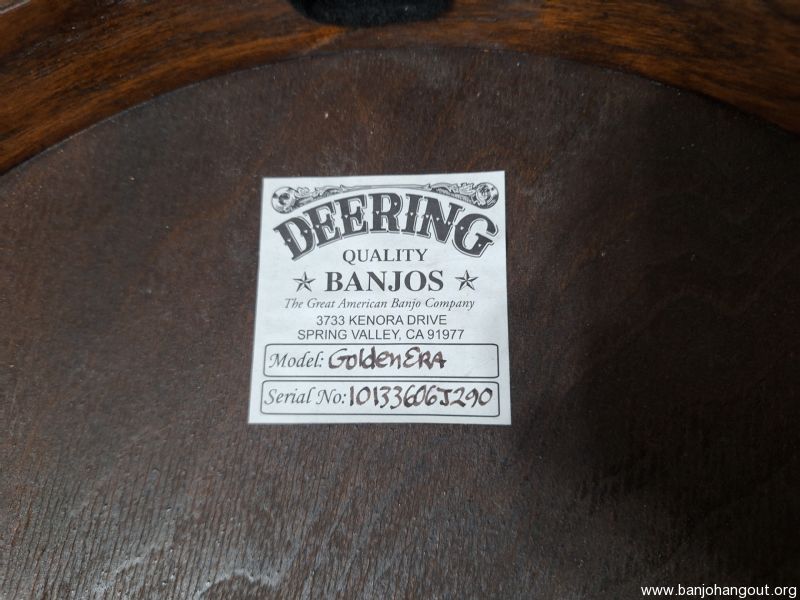 DEERING
QUALITY
BANJOS
The Great American Banjo Company
3733 KENORA DRIVE
SPRING VALLEY, CA 91977
Model: GoldenERA
Serial No: 10133606J290
www.banjohangout.org